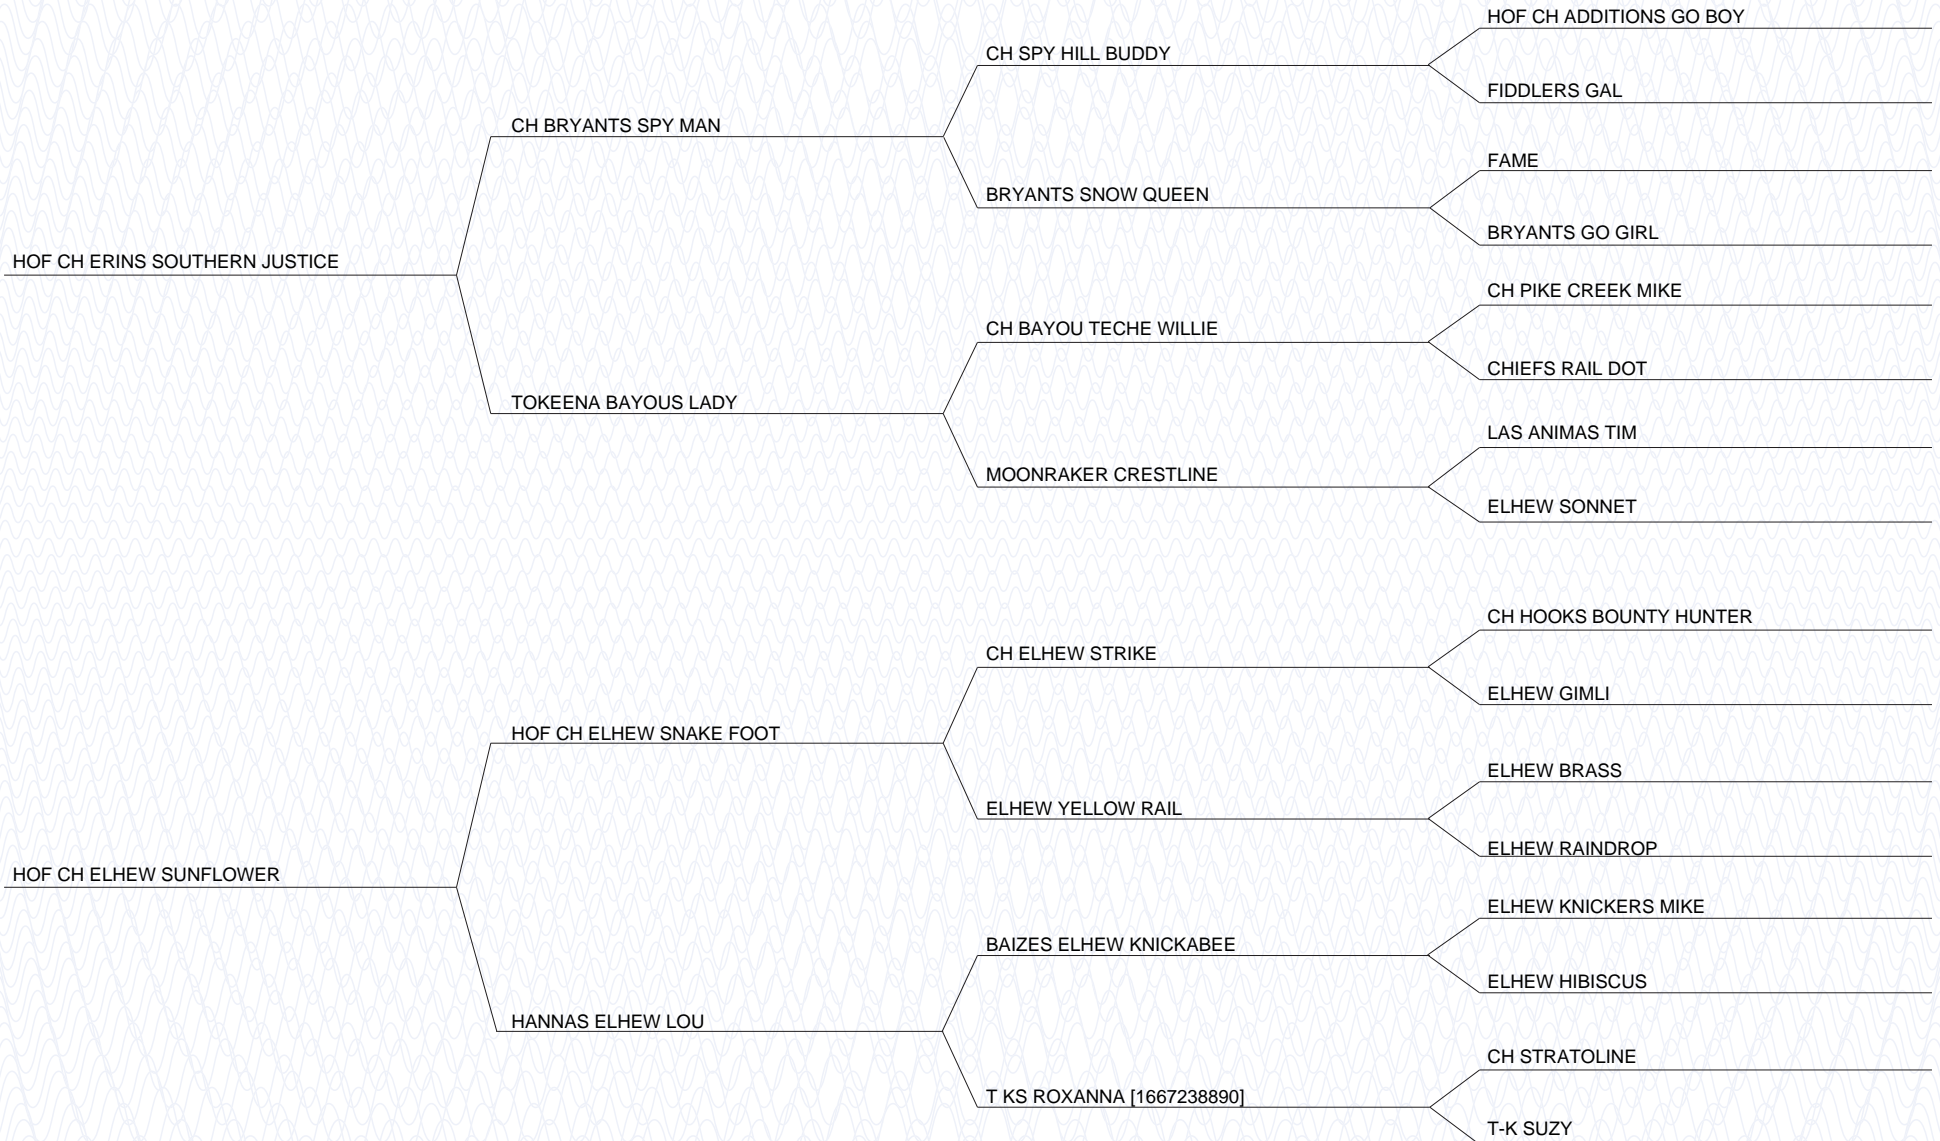 HOF CH ADDITIONS GO BOY
CH SPY HILL BUDDY
FIDDLERS GAL
CH BRYANTS SPY MAN
FAME
BRYANTS SNOW QUEEN
BRYANTS GO GIRL
HOF CH ERINS SOUTHERN JUSTICE
CH PIKE CREEK MIKE
CH BAYOU TECHE WILLIE
CHIEFS RAIL DOT
TOKEENA BAYOUS LADY
LAS ANIMAS TIM
MOONRAKER CRESTLINE
ELHEW SONNET
CH HOOKS BOUNTY HUNTER
CH ELHEW STRIKE
ELHEW GIMLI
HOF CH ELHEW SNAKE FOOT
ELHEW BRASS
ELHEW YELLOW RAIL
ELHEW RAINDROP
HOF CH ELHEW SUNFLOWER
ELHEW KNICKERS MIKE
BAIZES ELHEW KNICKABEE
ELHEW HIBISCUS
HANNAS ELHEW LOU
CH STRATOLINE
T KS ROXANNA [1667238890]
T-K SUZY